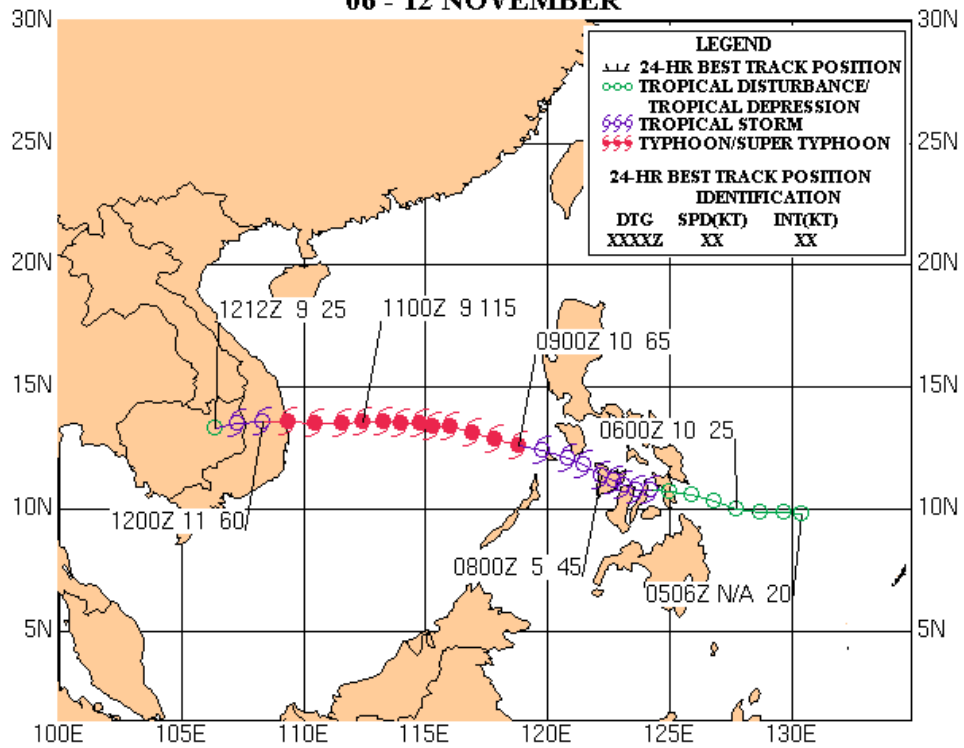 06 - 12 NOVEMBER
30N 30N
LEGEND
24-HR BEST TRACK POSITION
TROPICAL DISTURBANCE/
TROPICAL DEPRESSION
TROPICAL STORM
TYPHOON/SUPER TYPHOON
24-HR BEST TRACK POSITION
IDENTIFICATION
DTG SPD(KT) INT(KT)
XXXXZ XX XX
25N 25N
20N 20N
1212Z 9 25
1100Z 9 115
0900Z 10 65
15N 15N
0600Z 10 25
10N 10N
1200Z 11 60
0800Z 5 45
0506Z N/A 20
5N 5N
100E 105E 110E 115E 120E 125E 130E